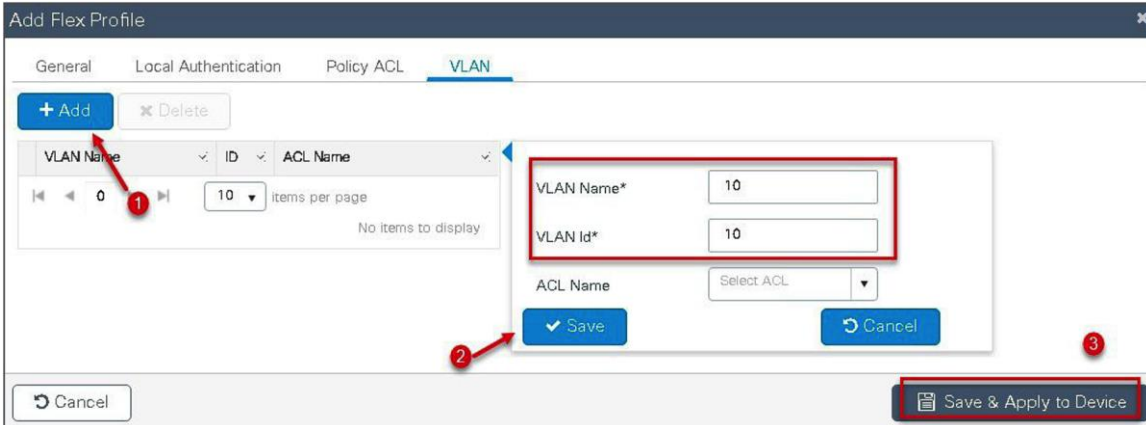 Add Flex Profile
General Local Authentication Policy ACL VLAN
+ Add ✖ Delete
VLAN Name ID ACL Name
0 10 items per page
No items to display
1
VLAN Name* 10
VLAN Id* 10
ACL Name Select ACL
✔ Save Cancel
2
3
Cancel Save & Apply to Device